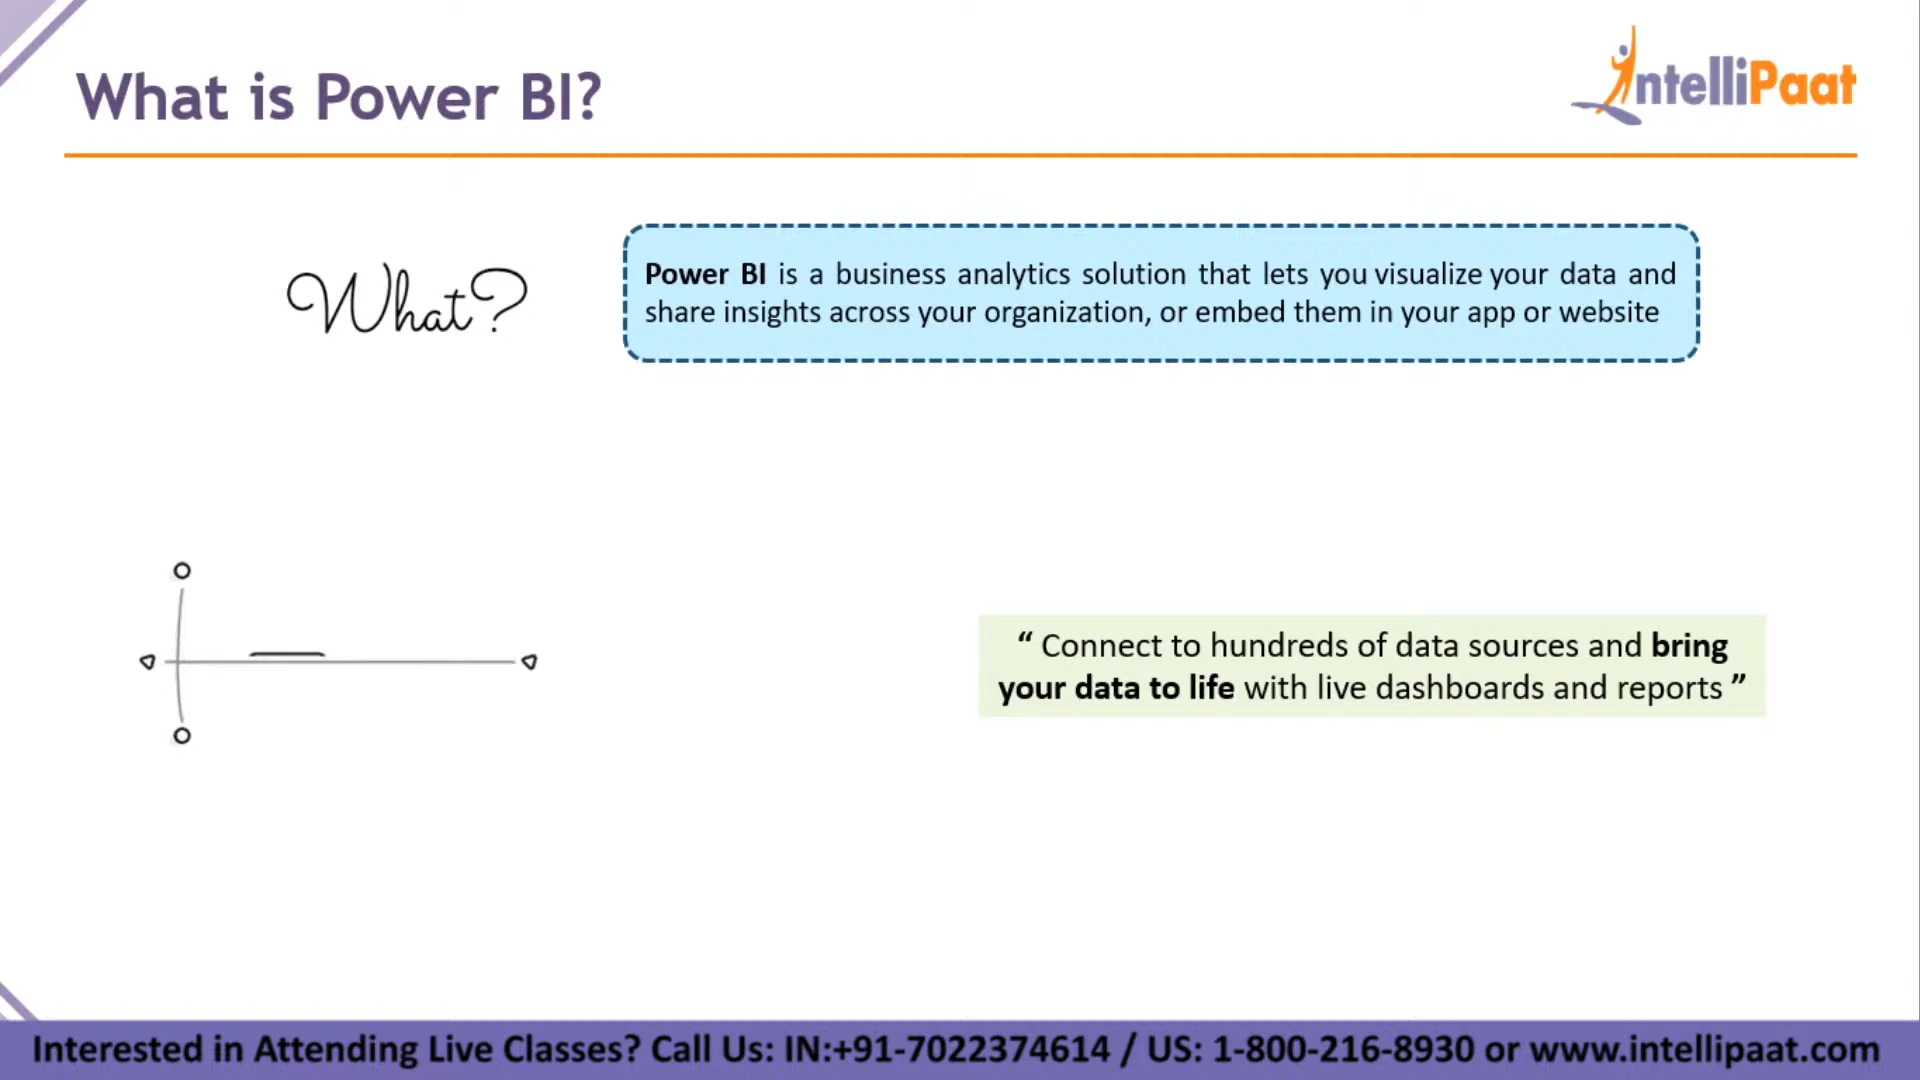 What is Power BI?
IntelliPaat
What?
Power BI is a business analytics solution that lets you visualize your data and
share insights across your organization, or embed them in your app or website
“ Connect to hundreds of data sources and bring
your data to life with live dashboards and reports ”
Interested in Attending Live Classes? Call Us: IN:+91-7022374614 / US: 1-800-216-8930 or www.intellipaat.com